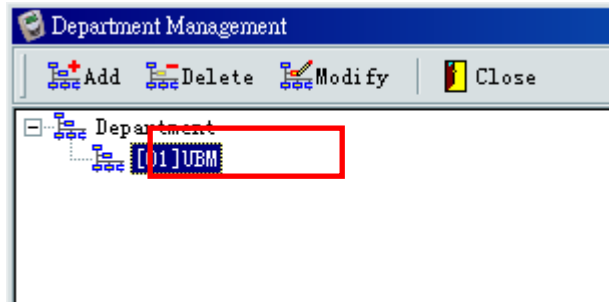 Department Management
Add Delete Modify Close
Department
[01]UBM